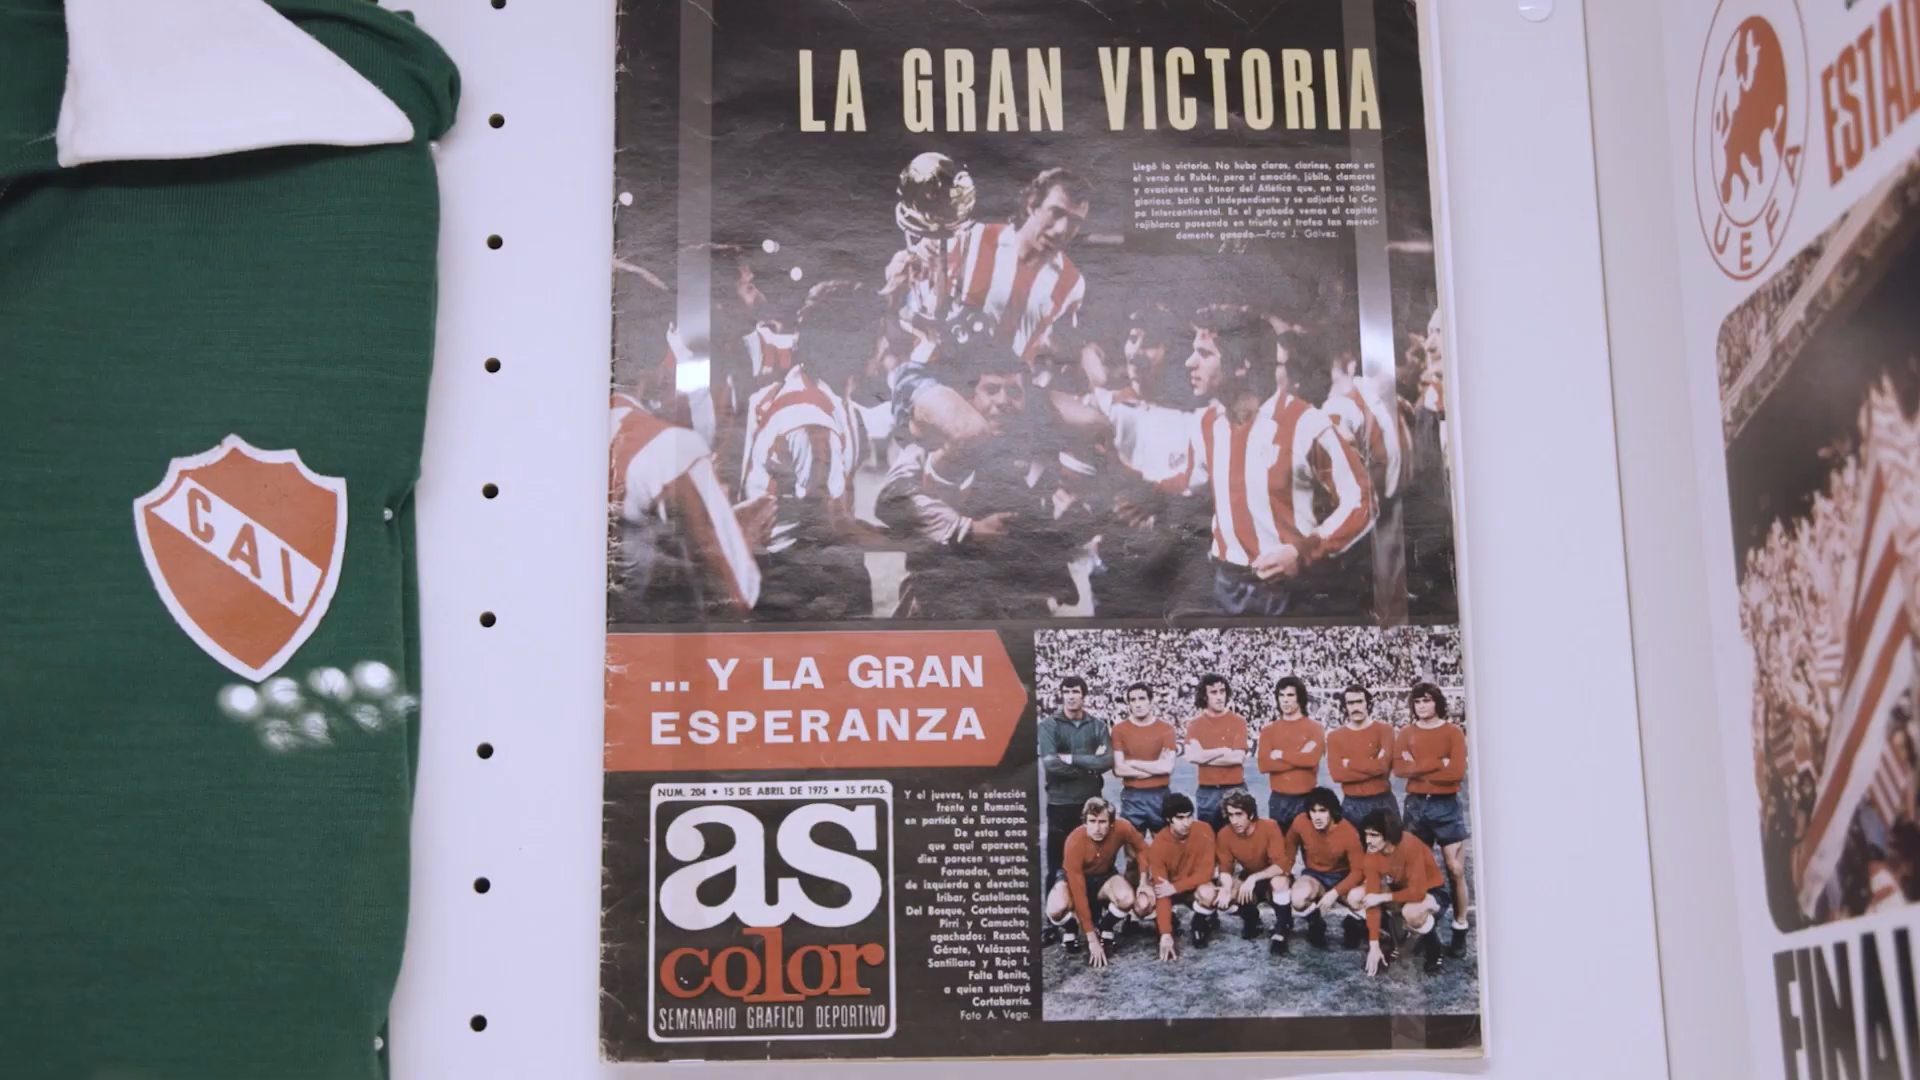 LA GRAN VICTORIA
Llegó la victoria. No hubo claros, clarines, como en
el verso de Rubén, pero sí emoción, júbilo, clamores
y ovaciones en honor del Atlético que, en su noche
gloriosa, batió al Independiente y se adjudicó la Co-
pa Intercontinental. En el grabado vemos al capitán
rojiblanco paseando en triunfo el trofeo tan mereci-
damente ganado.—Foto J. Gálvez.
CAI
... Y LA GRAN
ESPERANZA
NUM. 204 • 15 DE ABRIL DE 1975 • 15 PTAS.
as
color
SEMANARIO GRAFICO DEPORTIVO
Y el jueves, la selección
frente a Rumania,
en partido de Eurocopa.
De estos once
que aquí aparecen,
diez parecen seguros.
Formados, arriba,
de izquierda a derecha:
Iribar, Castellanos,
Del Bosque, Cortabarría,
Pirri y Camacho;
agachados: Rexach,
Gárate, Velázquez,
Santillana y Rojo I.
Falta Benito,
a quien sustituyó
Cortabarría.
Foto A. Vega.
UEFA
ESTAD
FINAL